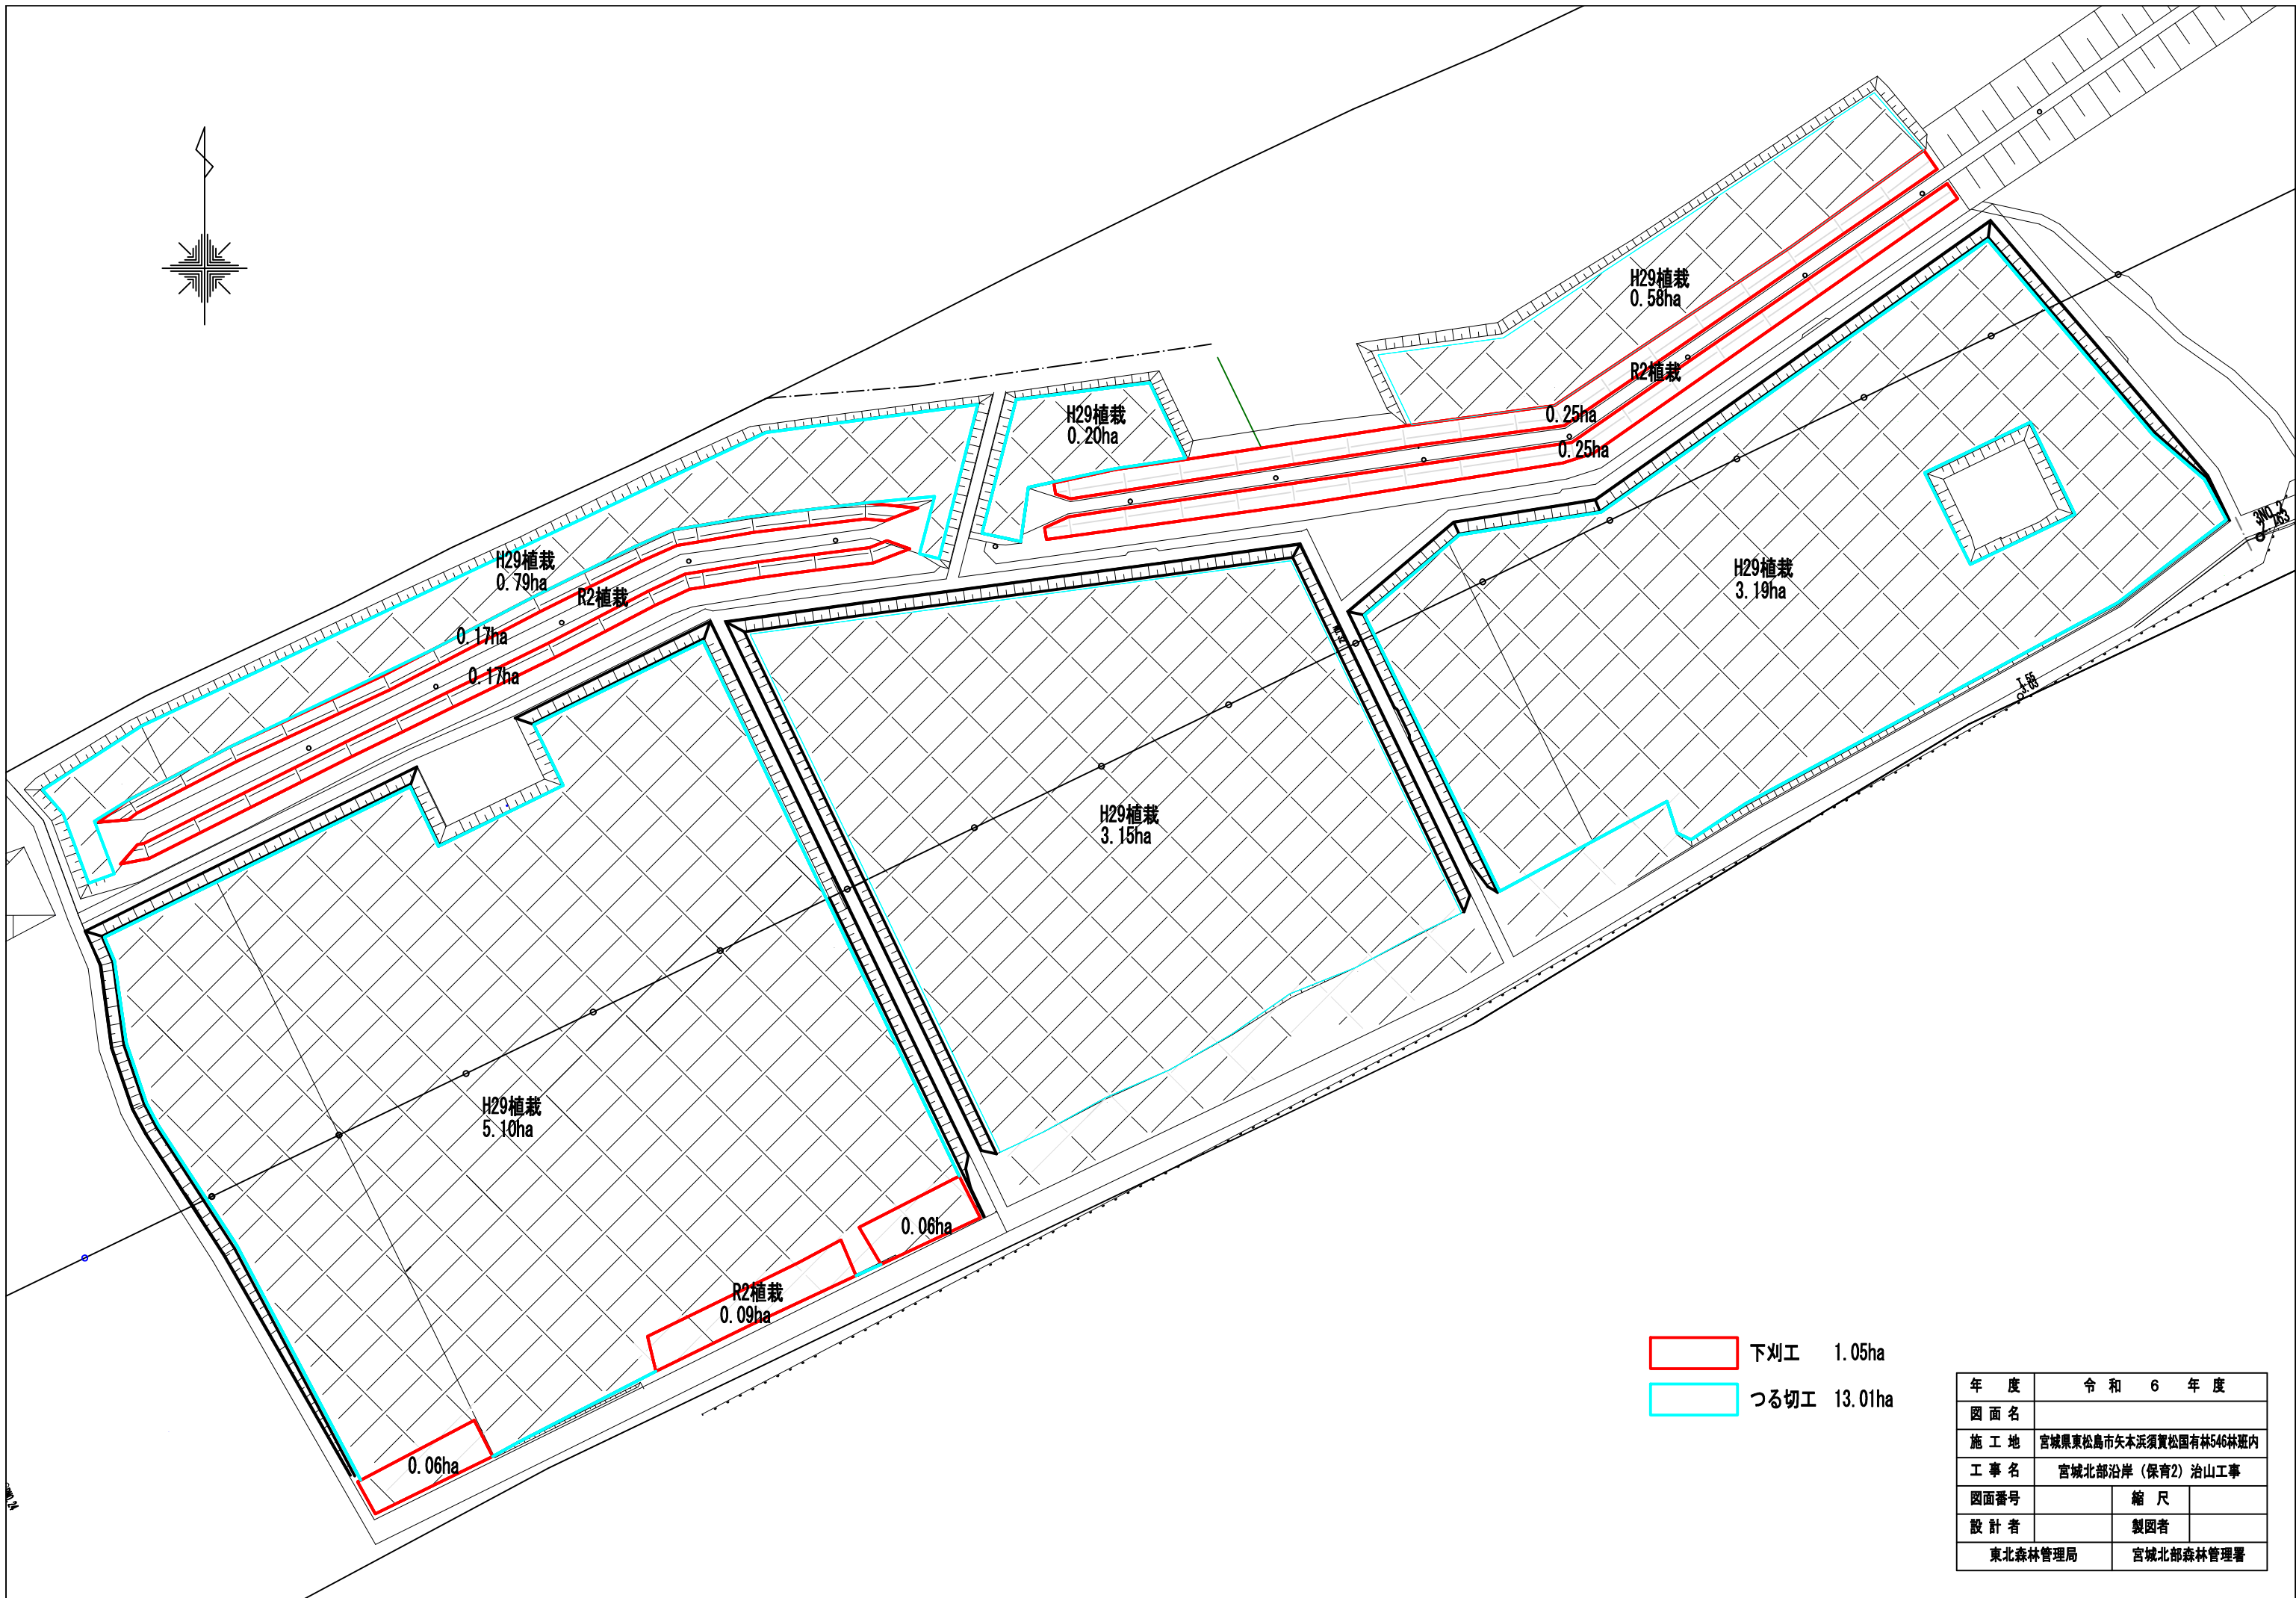 H29植栽
0.58ha
R2植栽
0.25ha
0.25ha
H29植栽
0.20ha
H29植栽
0.79ha
R2植栽
0.17ha
0.17ha
H29植栽
3.19ha
H29植栽
3.15ha
H29植栽
5.10ha
0.06ha
R2植栽
0.09ha
0.06ha
下刈工 1.05ha
つる切工 13.01ha
年度 令和 6 年度
図面名
施工地 宮城県東松島市矢本浜須賀松国有林546林班内
工事名 宮城北部沿岸（保育2）治山工事
図面番号 縮尺
設計者 製図者
東北森林管理局 宮城北部森林管理署